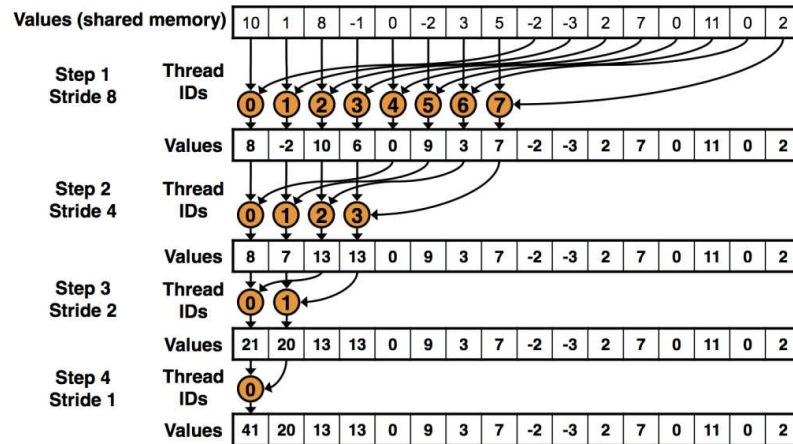 Values (shared memory) 10 1 8 -1 0 -2 3 5 -2 -3 2 7 0 11 0 2
Step 1 Thread
Stride 8 IDs
0 1 2 3 4 5 6 7
Values 8 -2 10 6 0 9 3 7 -2 -3 2 7 0 11 0 2
Step 2 Thread
Stride 4 IDs
0 1 2 3
Values 8 7 13 13 0 9 3 7 -2 -3 2 7 0 11 0 2
Step 3 Thread
Stride 2 IDs
0 1
Values 21 20 13 13 0 9 3 7 -2 -3 2 7 0 11 0 2
Step 4 Thread
Stride 1 IDs
0
Values 41 20 13 13 0 9 3 7 -2 -3 2 7 0 11 0 2